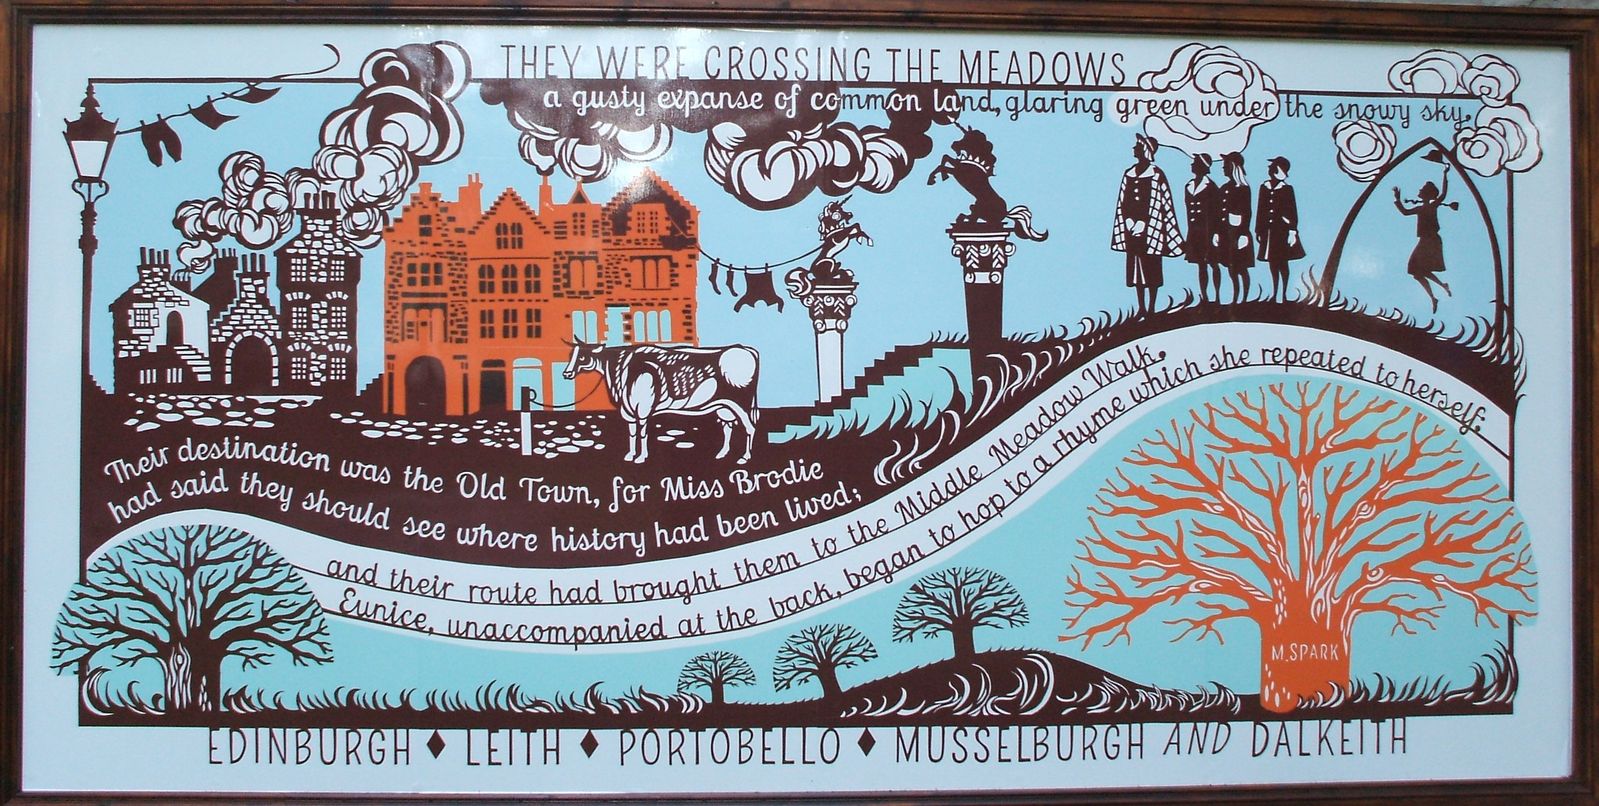 THEY WERE CROSSING THE MEADOWS
a gusty expanse of common land, glaring green under the snowy sky.
Their destination was the Old Town, for Miss Brodie
had said they should see where history had been lived;
and their route had brought them to the Middle Meadow Walk.
Eunice, unaccompanied at the back, began to hop to a rhyme which she repeated to herself;
M.SPARK
EDINBURGH ♦ LEITH ♦ PORTOBELLO ♦ MUSSELBURGH AND DALKEITH